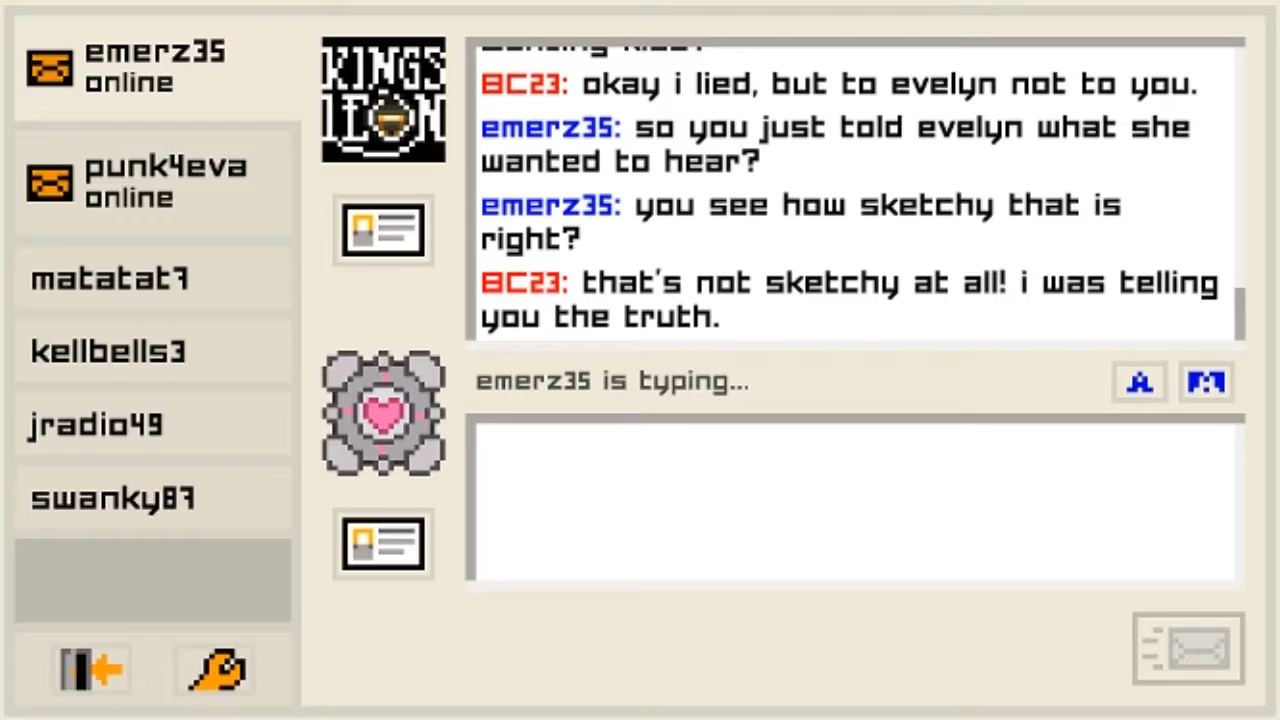 emerz35
online
punk4eva
online
matatat7
kellbells3
jradio49
swanky87
KINGS
LEON
BC23: okay i lied, but to evelyn not to you.
emerz35: so you just told evelyn what she
wanted to hear?
emerz35: you see how sketchy that is
right?
BC23: that's not sketchy at all! i was telling
you the truth.
emerz35 is typing...
A